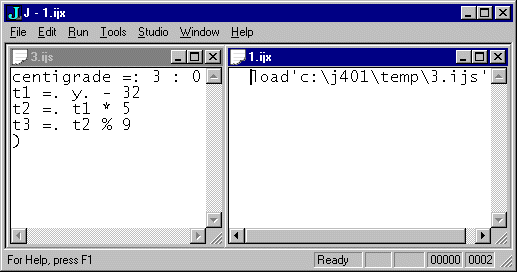 J - 1.ijx
File Edit Run Tools Studio Window Help
3.ijs
centigrade =: 3 : 0
t1 =. y. - 32
t2 =. t1 * 5
t3 =. t2 % 9
)
1.ijx
load'c:\j401\temp\3.ijs'
For Help, press F1
Ready
00000
0002